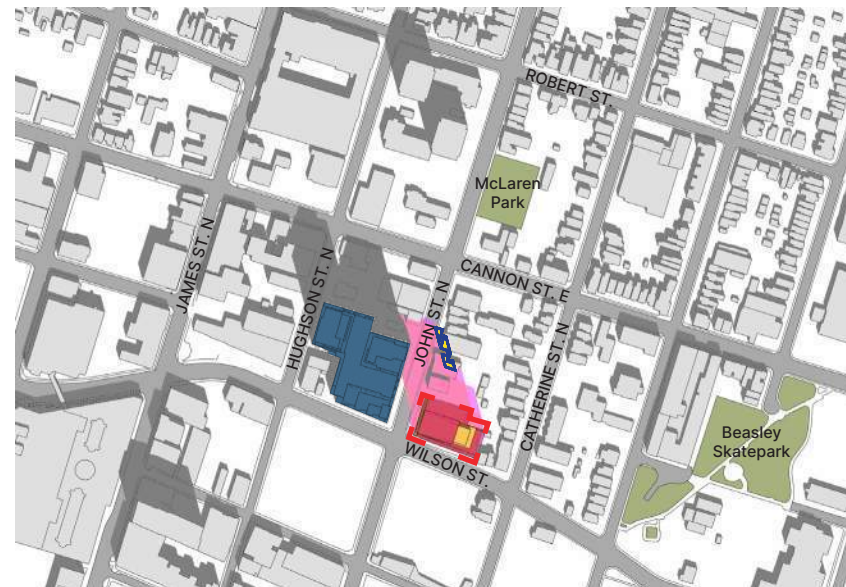 ROBERT ST.
McLaren
Park
CANNON ST. E
JAMES ST. N
HUGHSON ST. N
JOHN ST. N
CATHERINE ST. N
Beasley
Skatepark
WILSON ST.